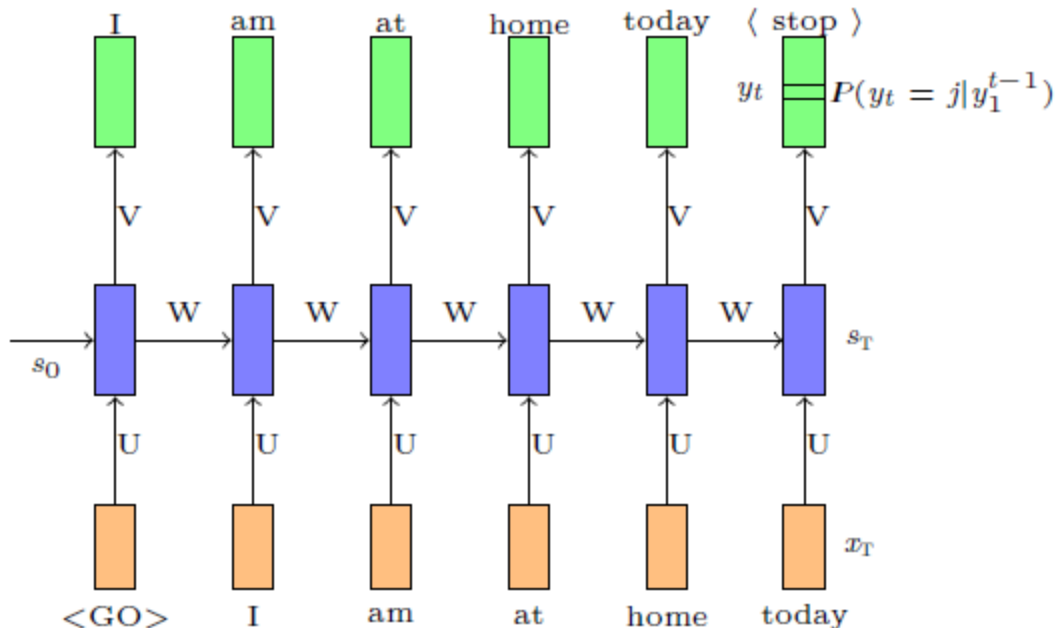 I am at home today ⟨ stop ⟩
y_t P(y_t = j|y_1^{t−1})
V V V V V V
W W W W W
s_0 s_T
U U U U U U
x_T
<GO> I am at home today